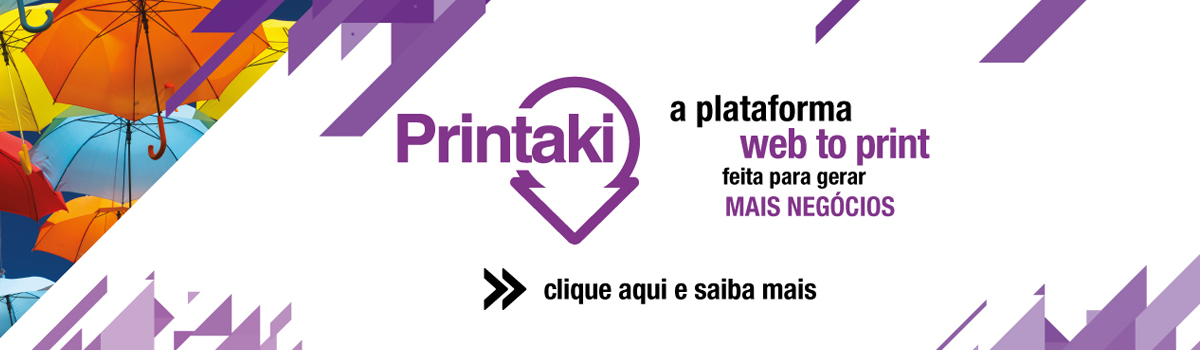 Printaki
a plataforma
web to print
feita para gerar
MAIS NEGÓCIOS
clique aqui e saiba mais